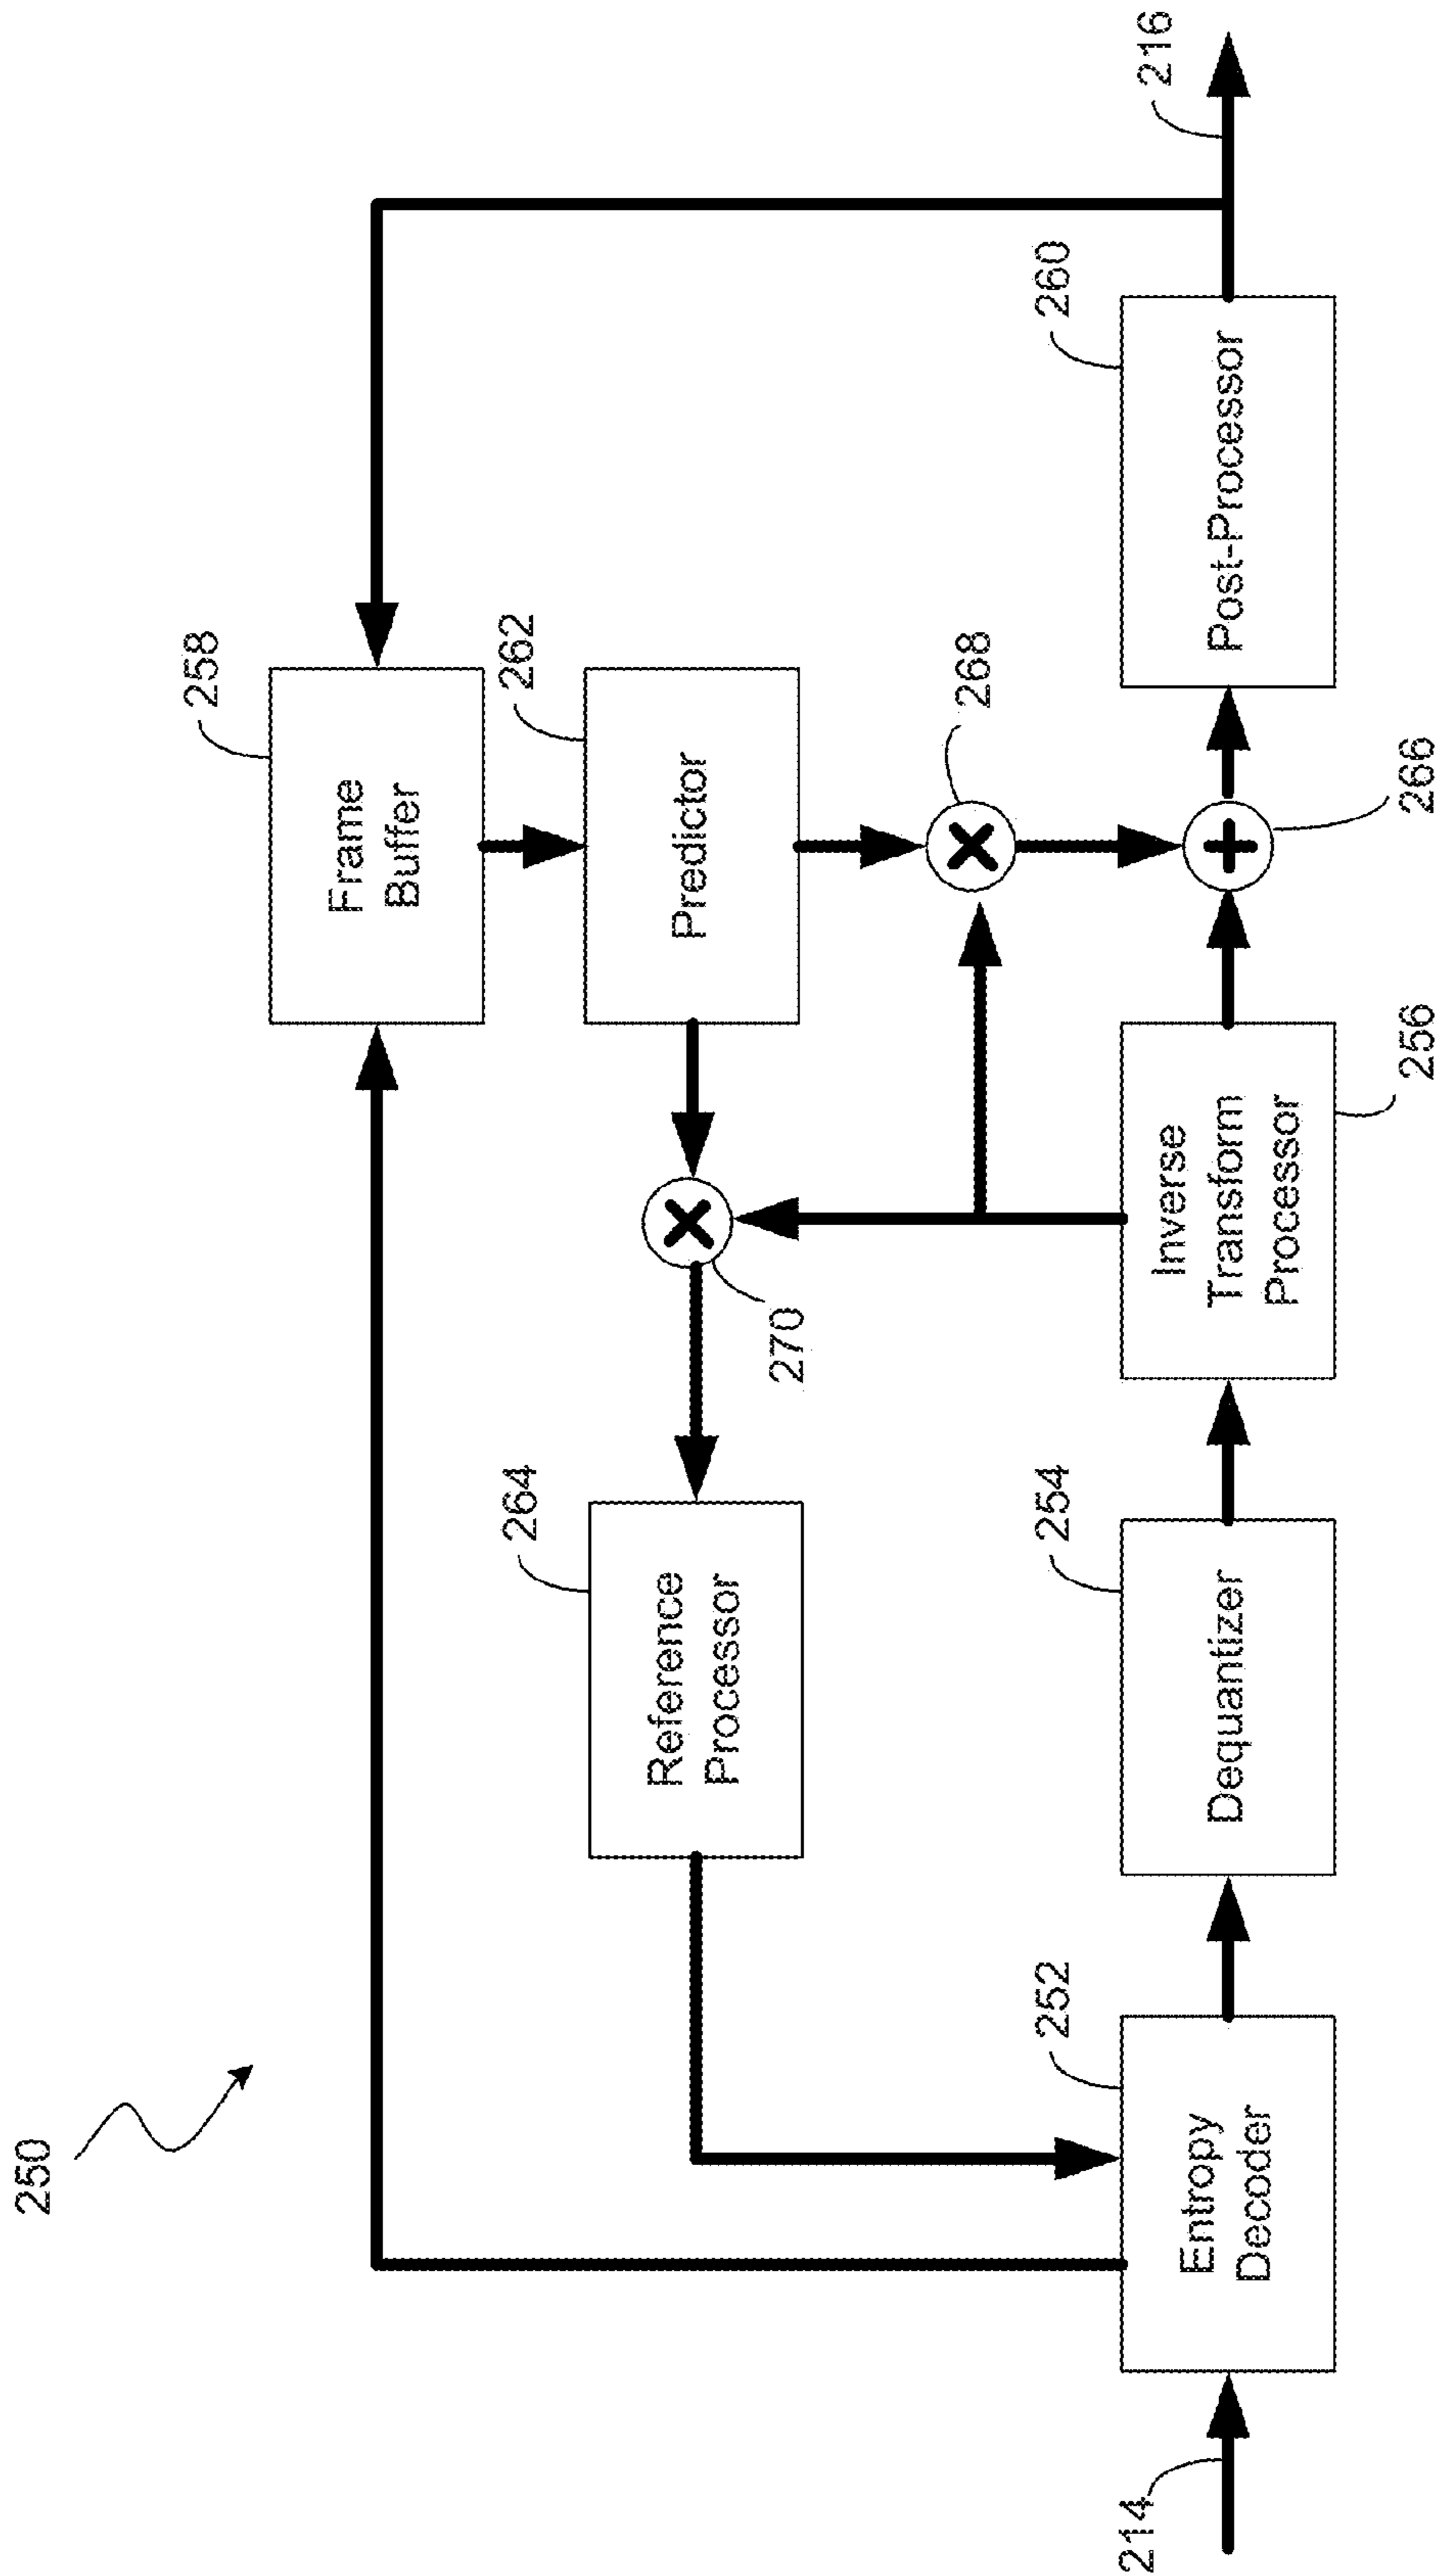 250
258
Frame
Buffer
264
262
Reference
Processor
Predictor
270
268
214
252
254
260
216
Entropy
Decoder
Dequantizer
Inverse
Transform
Processor
Post-Processor
256
266